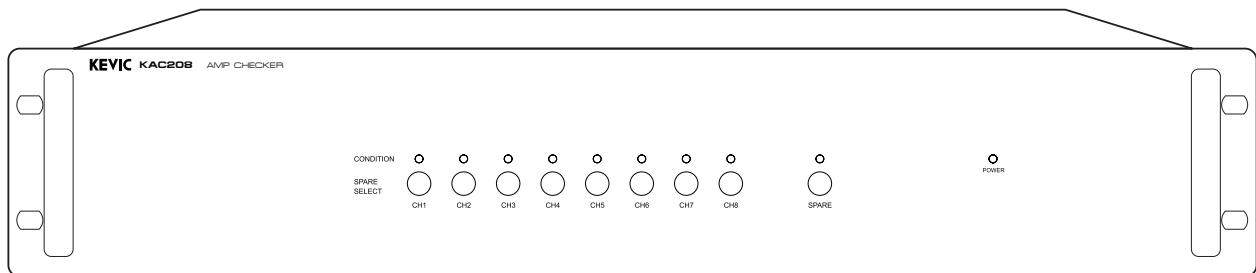 KEVIC KAC208 AMP CHECKER
CONDITION
POWER
SPARE
SELECT
CH1 CH2 CH3 CH4 CH5 CH6 CH7 CH8 SPARE